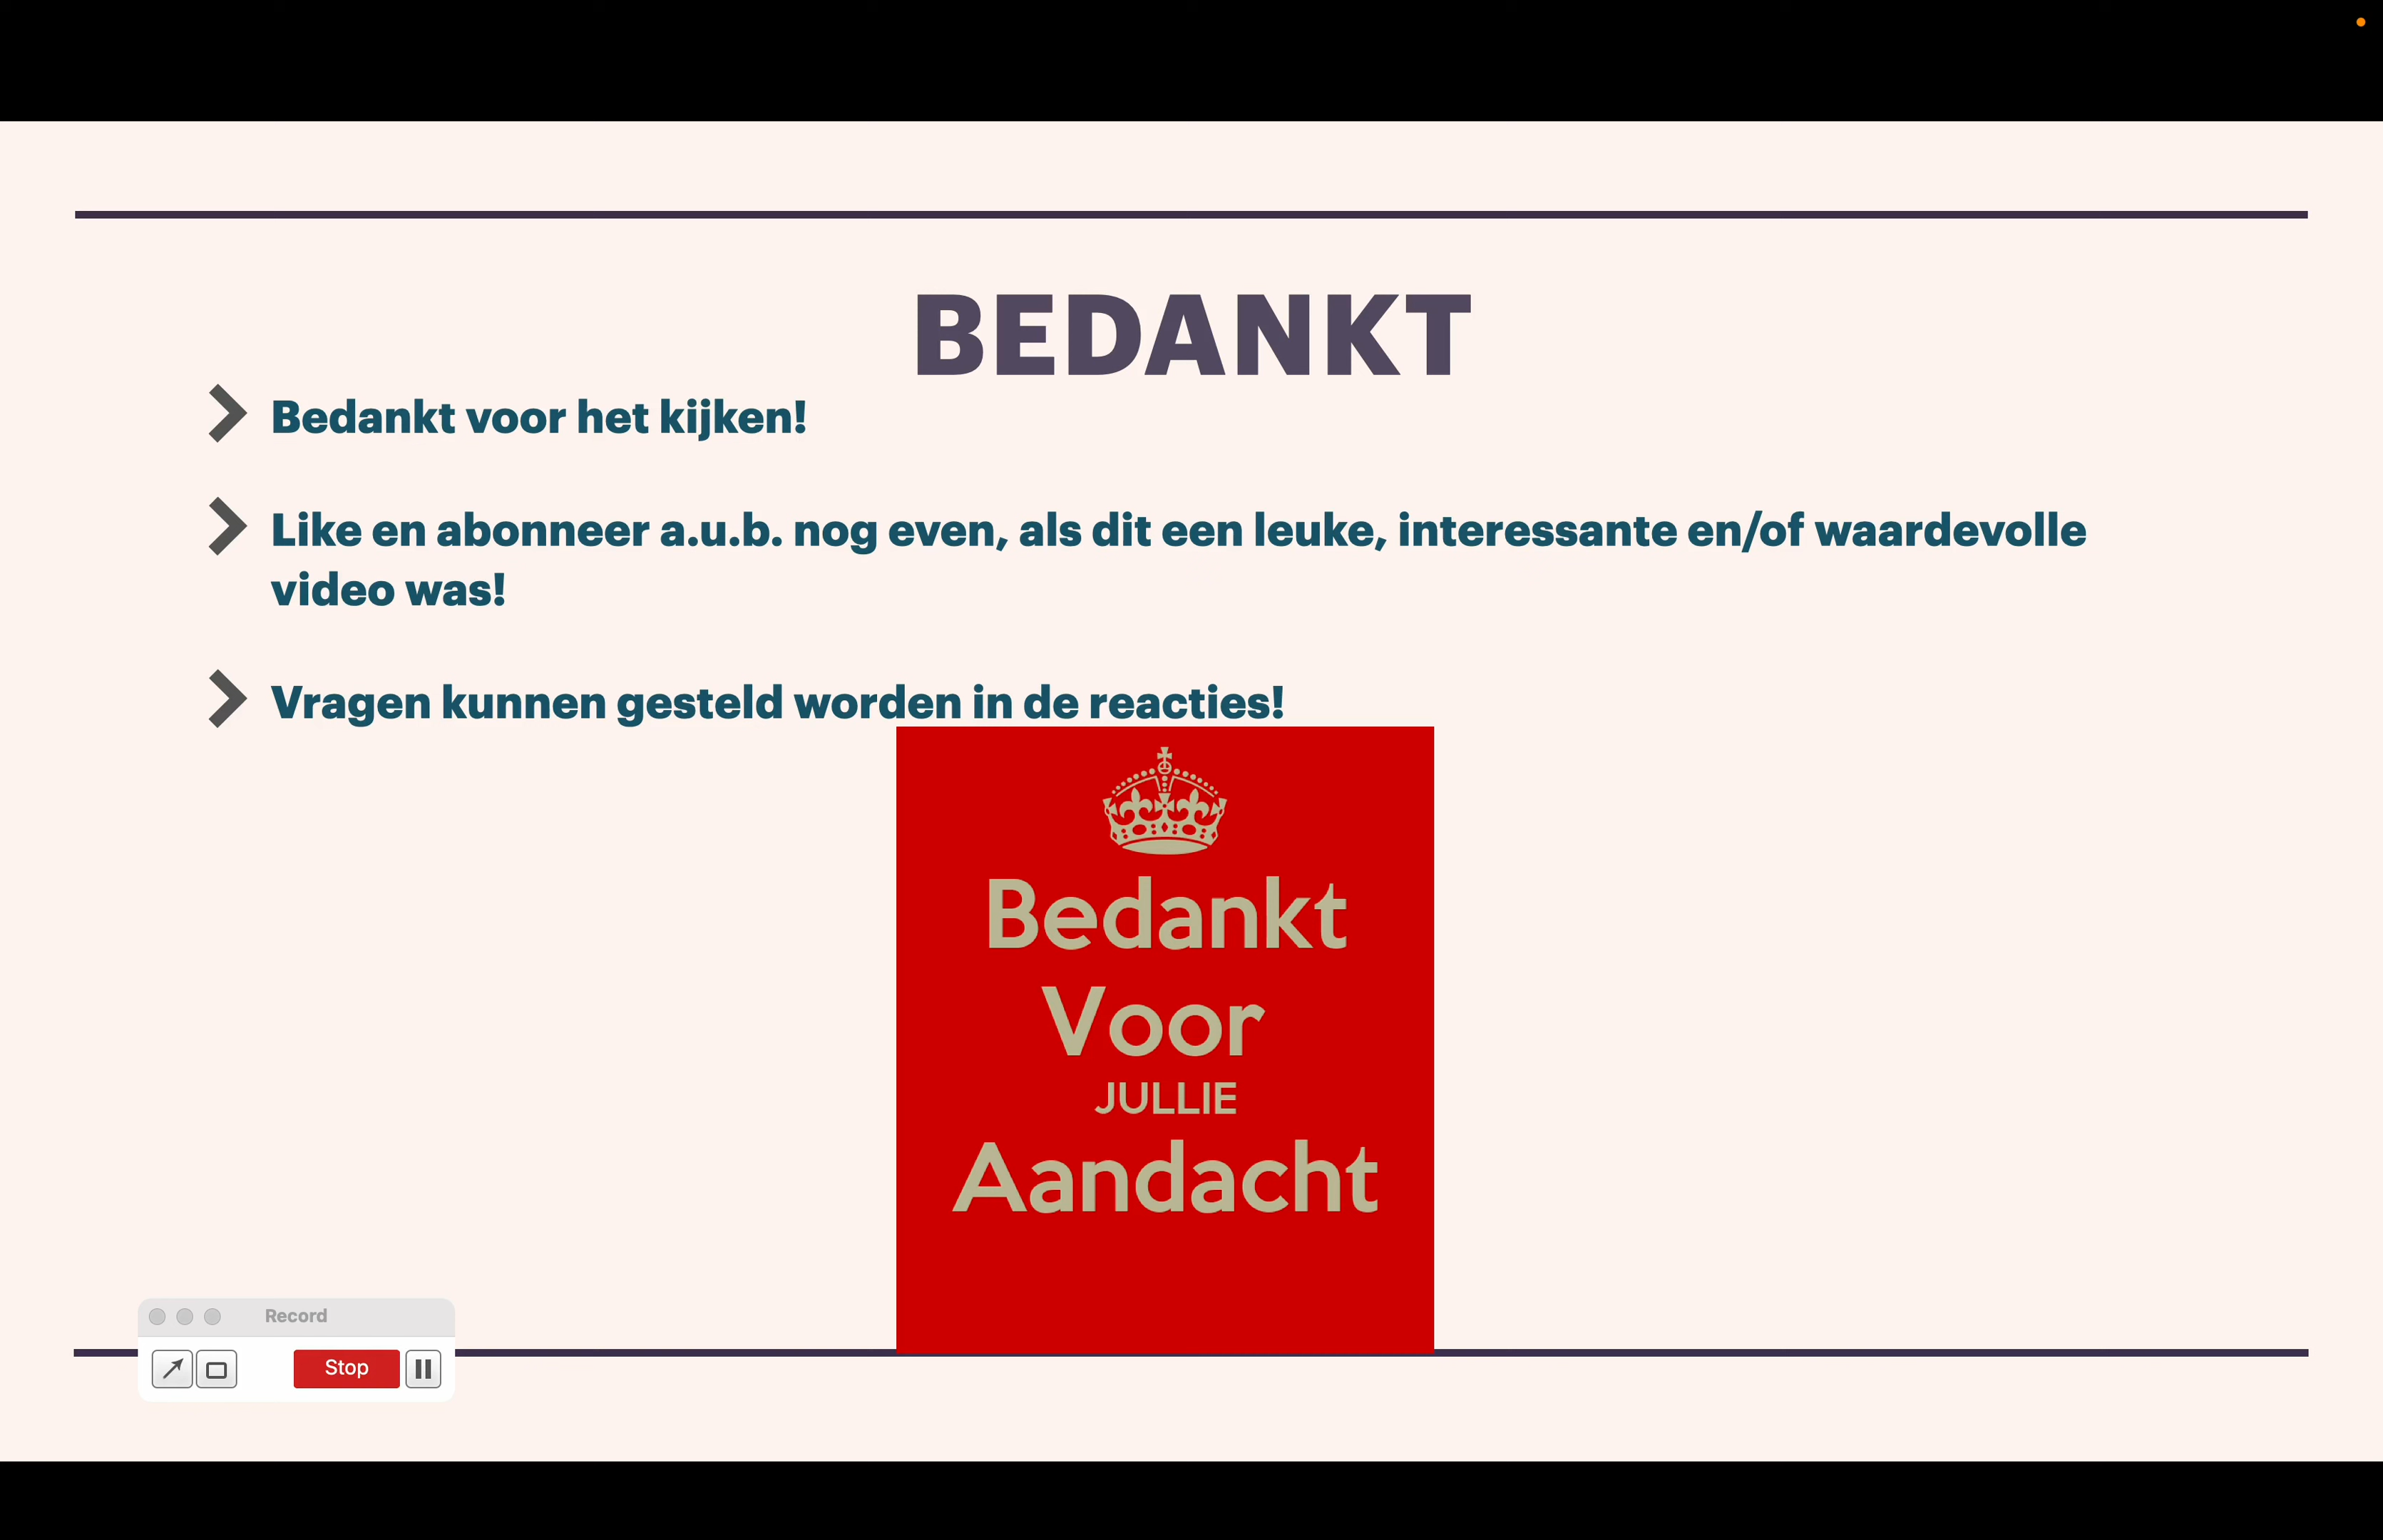 BEDANKT
Bedankt voor het kijken!
Like en abonneer a.u.b. nog even, als dit een leuke, interessante en/of waardevolle
video was!
Vragen kunnen gesteld worden in de reacties!
Bedankt
Voor
JULLIE
Aandacht
Record
Stop